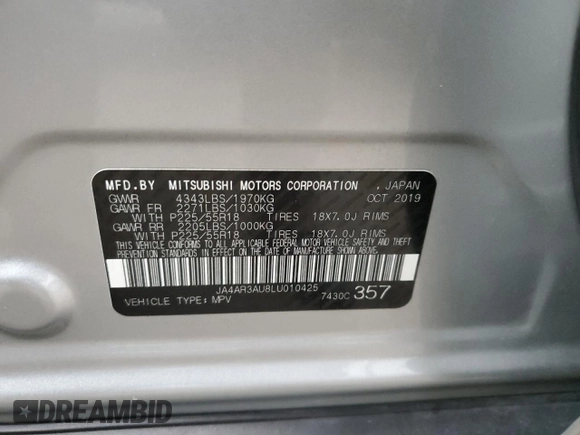 MFD.BY MITSUBISHI MOTORS CORPORATION , JAPAN
GVWR 4343LBS/1970KG OCT 2019
GAWR FR 2271LBS/1030KG
WITH P225/55R18 TIRES 18X7.0J RIMS
GAWR RR 2205LBS/1000KG
WITH P225/55R18 TIRES 18X7.0J RIMS
THIS VEHICLE CONFORMS TO ALL APPLICABLE FEDERAL MOTOR VEHICLE SAFETY, BUMPER, AND THEFT
PREVENTION STANDARDS IN EFFECT ON THE DATE OF MANUFACTURE SHOWN ABOVE.
JA4AR3AU8LU010425
VEHICLE TYPE: MPV 7430C 357
DREAMBID